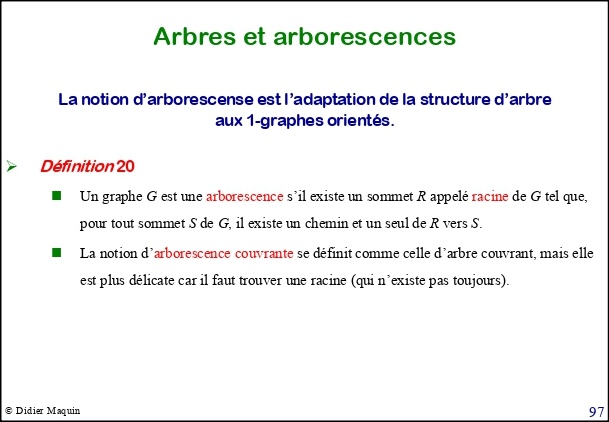 Arbres et arborescences
La notion d'arborescense est l'adaptation de la structure d'arbre
aux 1-graphes orientés.
Définition 20
Un graphe G est une arborescence s'il existe un sommet R appelé racine de G tel que,
pour tout sommet S de G, il existe un chemin et un seul de R vers S.
La notion d'arborescence couvrante se définit comme celle d'arbre couvrant, mais elle
est plus délicate car il faut trouver une racine (qui n'existe pas toujours).
© Didier Maquin
97